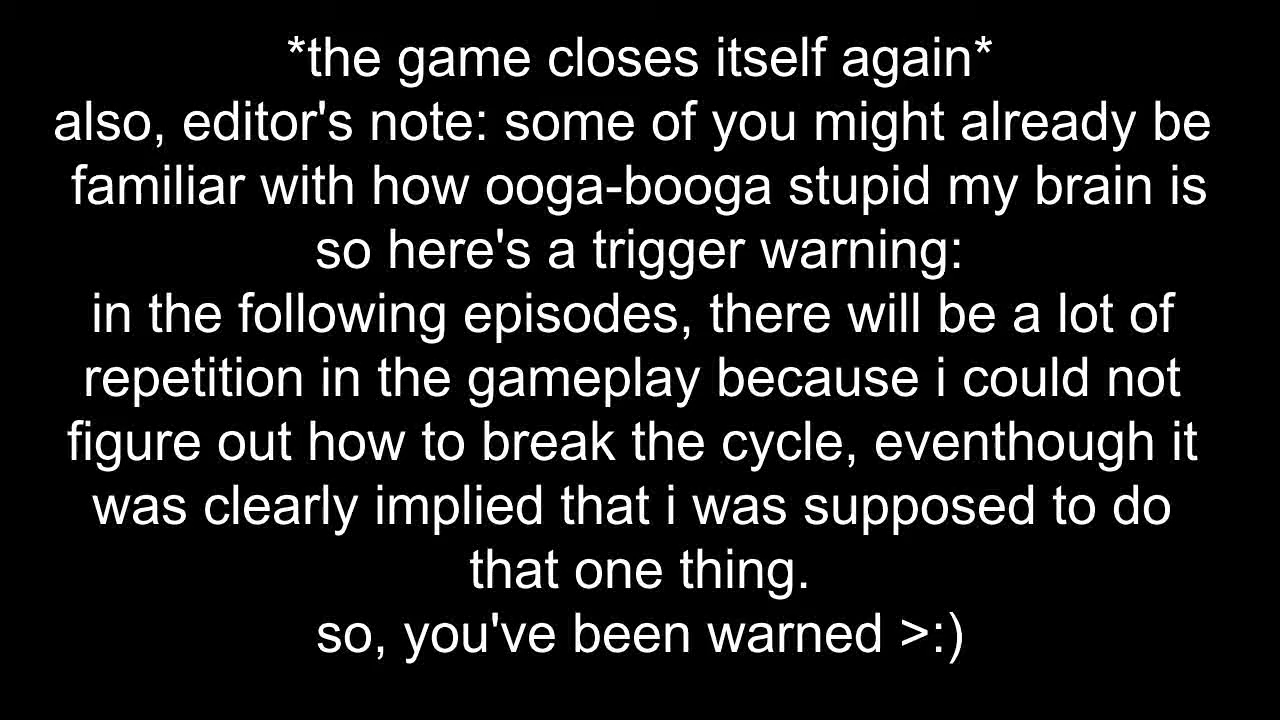 *the game closes itself again*
also, editor's note: some of you might already be
familiar with how ooga-booga stupid my brain is
so here's a trigger warning:
in the following episodes, there will be a lot of
repetition in the gameplay because i could not
figure out how to break the cycle, eventhough it
was clearly implied that i was supposed to do
that one thing.
so, you've been warned >:)